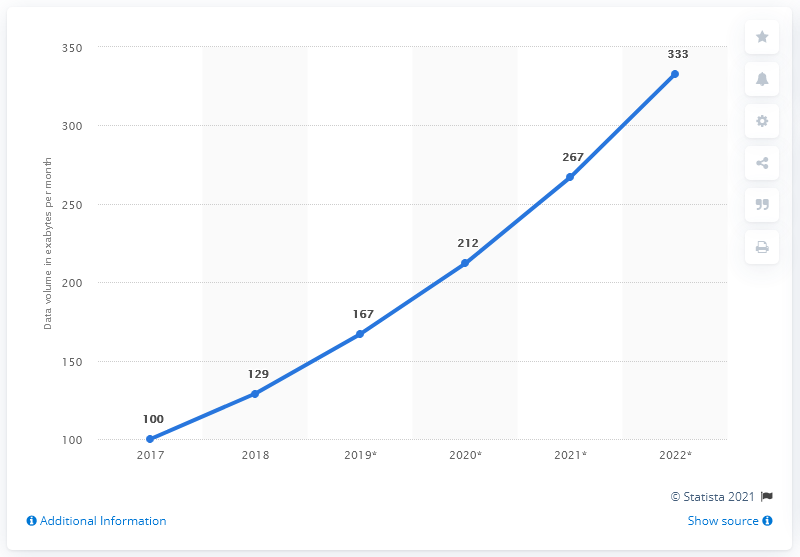 350
333
300
267
250
212
200
167
150
129
100
100
Data volume in exabytes per month
2017 2018 2019* 2020* 2021* 2022*
© Statista 2021
Additional Information
Show source